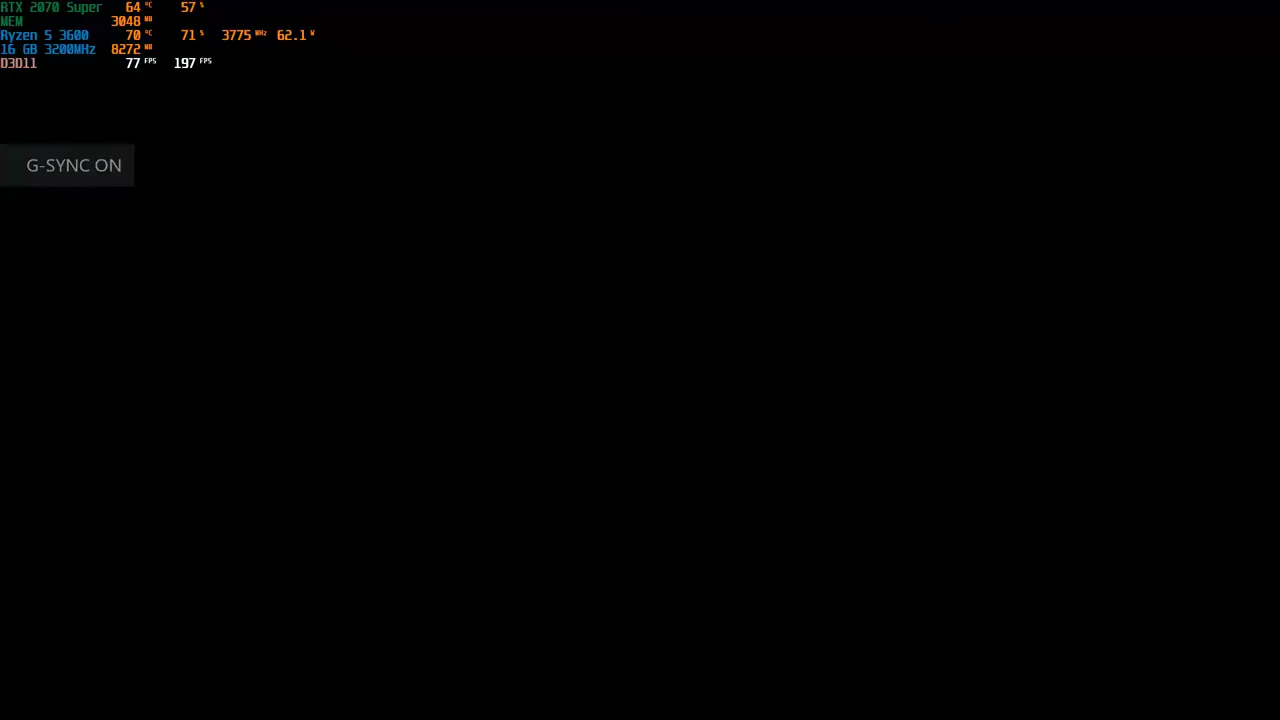 RTX 2070 Super 64 °C 57 %
MEM 3048 MB
Ryzen 5 3600 70 °C 71 % 3775 MHz 62.1 W
16 GB 3200MHz 8272 MB
D3D11 77 FPS 197 FPS
G-SYNC ON